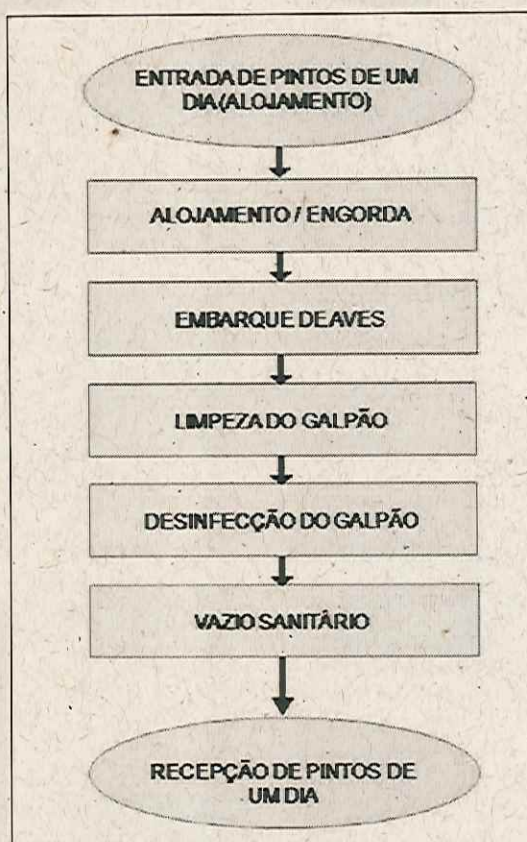 ENTRADA DE PINTOS DE UM
DIA(ALOJAMENTO)
ALOJAMENTO / ENGORDA
EMBARQUE DE AVES
LIMPEZA DO GALPÃO
DESINFECÇÃO DO GALPÃO
VAZIO SANITÁRIO
RECEPÇÃO DE PINTOS DE
UM DIA